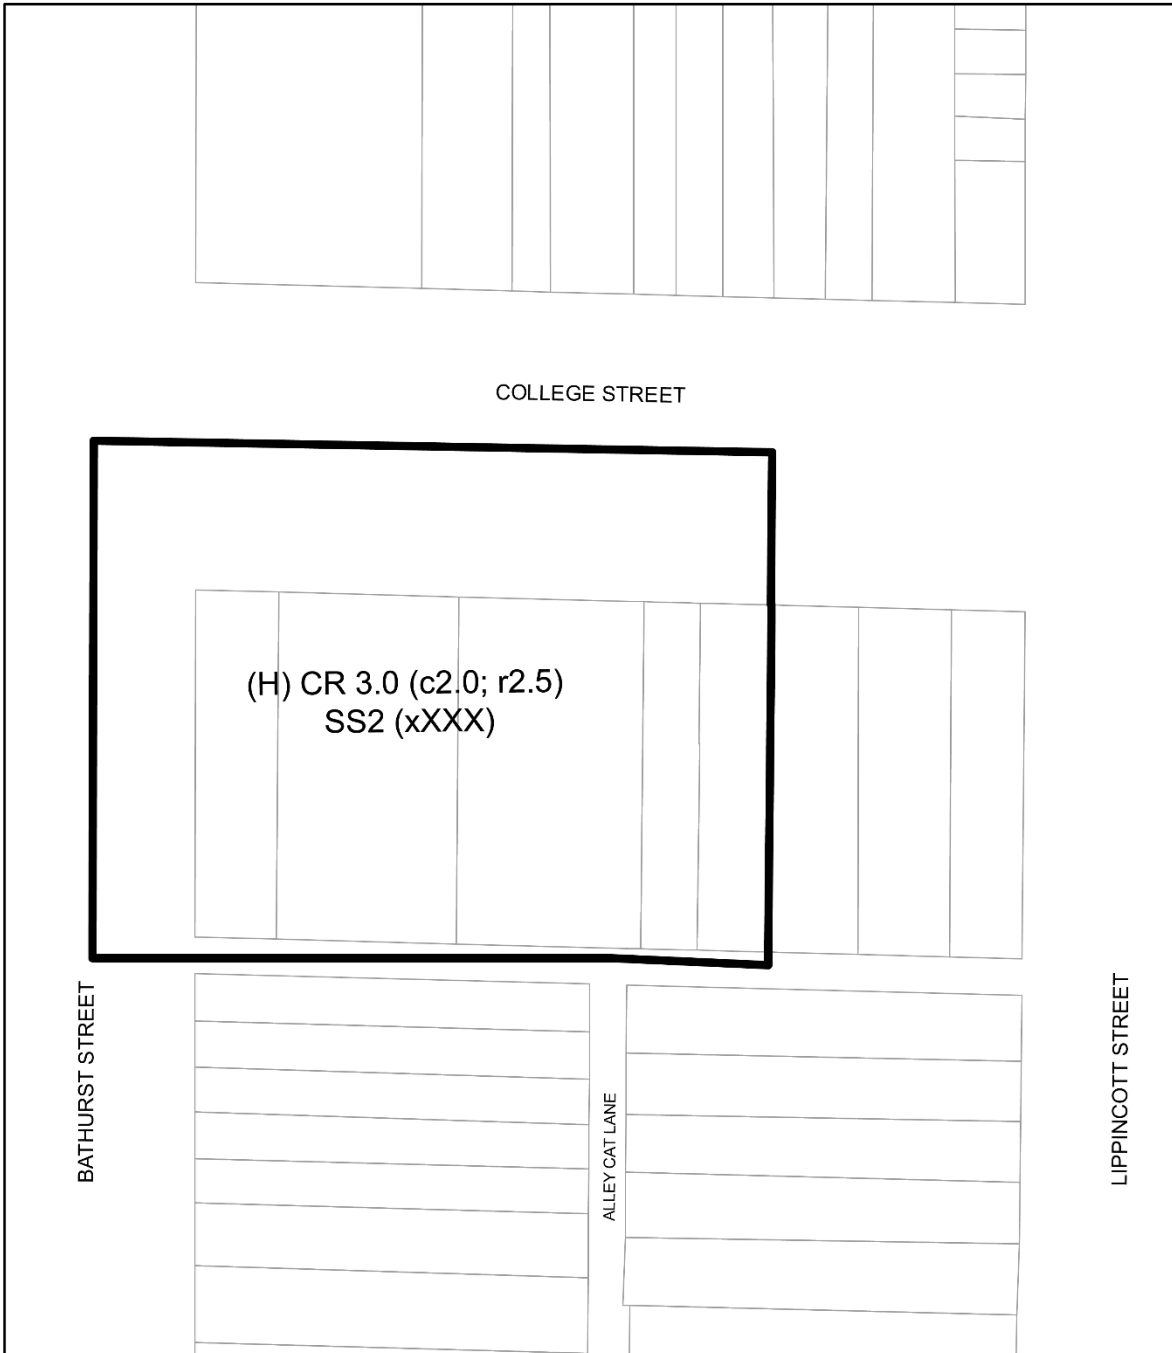 COLLEGE STREET
(H) CR 3.0 (c2.0; r2.5)
SS2 (xXXX)
BATHURST STREET
ALLEY CAT LANE
LIPPINCOTT STREET